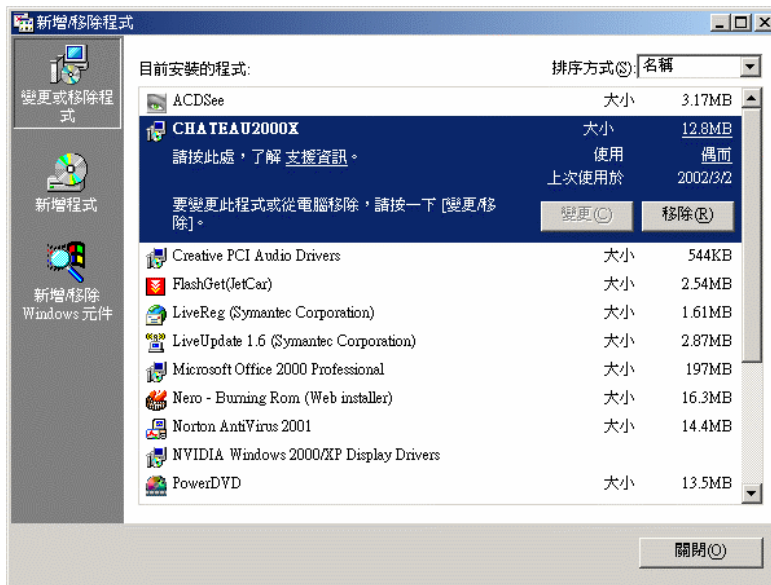 新增/移除程式
變更或移除程
式
新增程式
新增/移除
Windows 元件
目前安裝的程式:
排序方式(S): 名稱
ACDSee 大小 3.17MB
CHATEAU2000X 大小 12.8MB
請按此處，了解 支援資訊。 使用 偶而
上次使用於 2002/3/2
要變更此程式或從電腦移除，請按一下 [變更/移
除]。
變更(C) 移除(R)
Creative PCI Audio Drivers 大小 544KB
FlashGet(JetCar) 大小 2.54MB
LiveReg (Symantec Corporation) 大小 1.61MB
LiveUpdate 1.6 (Symantec Corporation) 大小 2.87MB
Microsoft Office 2000 Professional 大小 197MB
Nero - Burning Rom (Web installer) 大小 16.3MB
Norton AntiVirus 2001 大小 14.4MB
NVIDIA Windows 2000/XP Display Drivers
PowerDVD 大小 13.5MB
關閉(O)